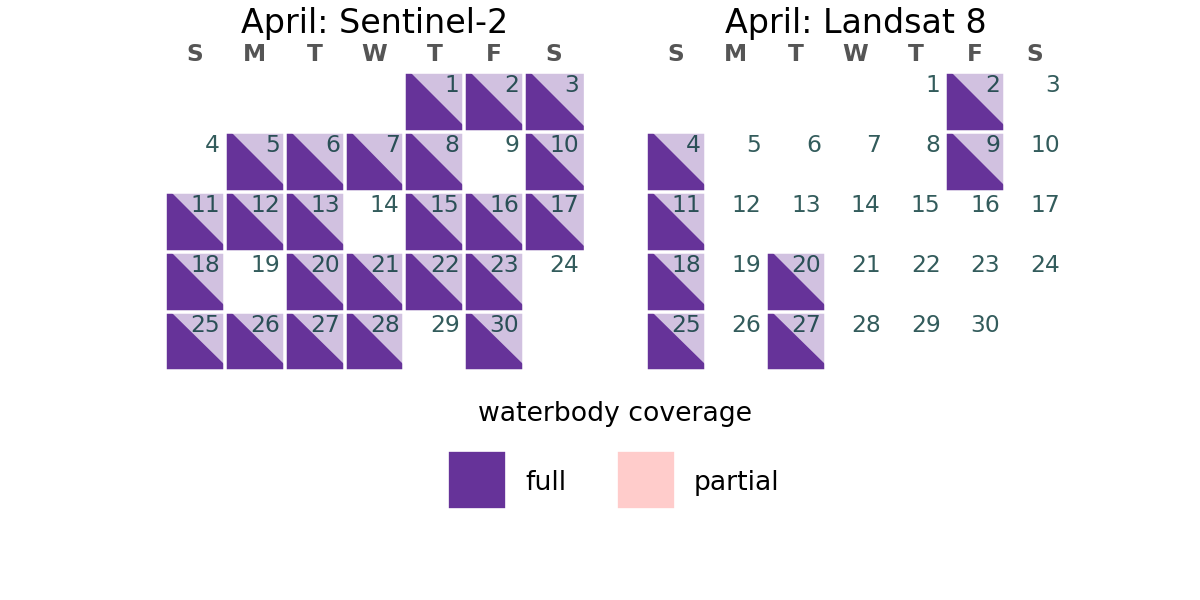 April: Sentinel-2
S M T W T F S
1 2 3
4 5 6 7 8 9 10
11 12 13 14 15 16 17
18 19 20 21 22 23 24
25 26 27 28 29 30
April: Landsat 8
S M T W T F S
1 2 3
4 5 6 7 8 9 10
11 12 13 14 15 16 17
18 19 20 21 22 23 24
25 26 27 28 29 30
waterbody coverage
full
partial